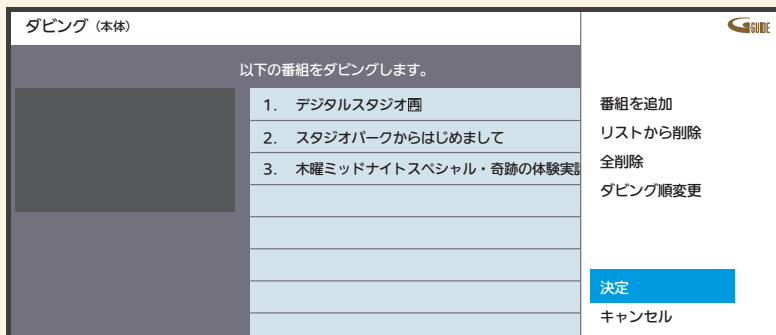 ダビング（本体）
G GUIDE
以下の番組をダビングします。
1. デジタルスタジオ🈇
2. スタジオパークからはじめまして
3. 木曜ミッドナイトスペシャル・奇跡の体験実
番組を追加
リストから削除
全削除
ダビング順変更
決定
キャンセル